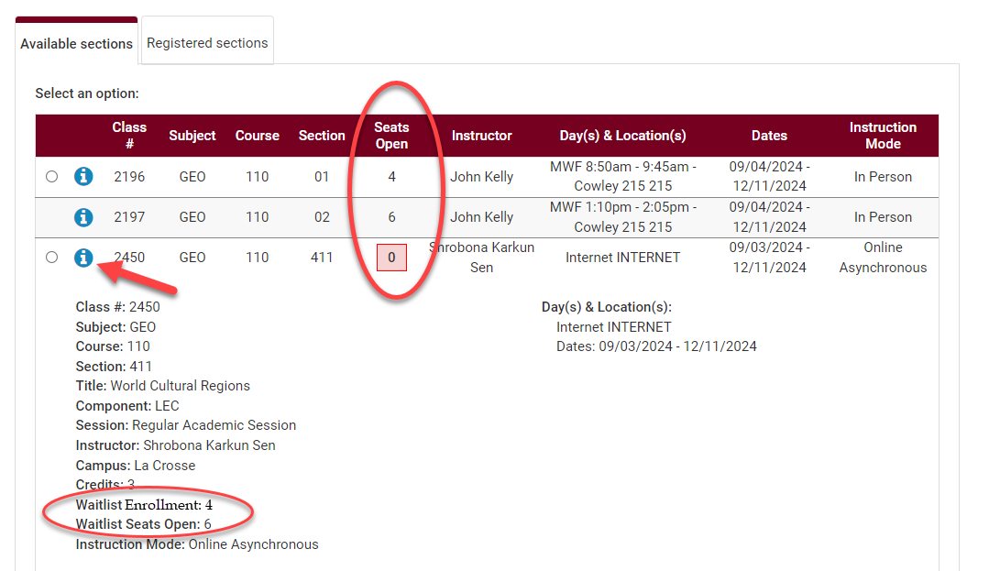 Available sections
Registered sections
Select an option:
Class # Subject Course Section Seats Open Instructor Day(s) & Location(s) Dates Instruction Mode
2196 GEO 110 01 4 John Kelly MWF 8:50am - 9:45am - Cowley 215 215 09/04/2024 - 12/11/2024 In Person
2197 GEO 110 02 6 John Kelly MWF 1:10pm - 2:05pm - Cowley 215 215 09/04/2024 - 12/11/2024 In Person
2450 GEO 110 411 0 Shrobona Karkun Sen Internet INTERNET 09/03/2024 - 12/11/2024 Online Asynchronous
Class #: 2450
Subject: GEO
Course: 110
Section: 411
Title: World Cultural Regions
Component: LEC
Session: Regular Academic Session
Instructor: Shrobona Karkun Sen
Campus: La Crosse
Credits: 3
Waitlist Enrollment: 4
Waitlist Seats Open: 6
Instruction Mode: Online Asynchronous
Day(s) & Location(s):
Internet INTERNET
Dates: 09/03/2024 - 12/11/2024